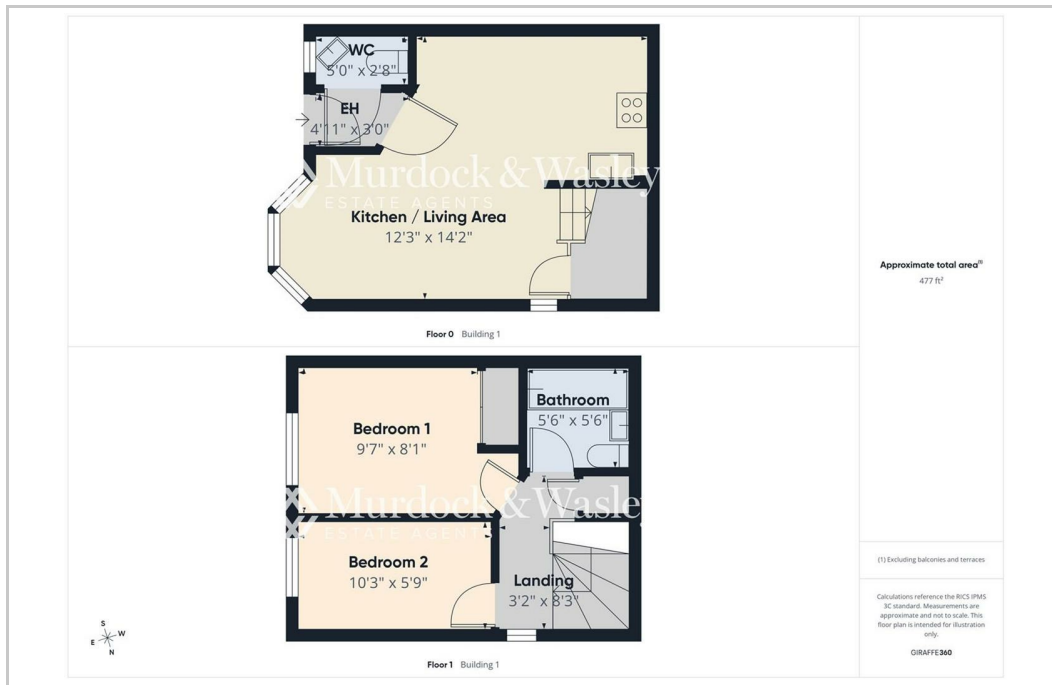 WC
5'0" x 2'8"
EH
4'11" x 3'0"
Murdock & Wasley
ESTATE AGENTS
Kitchen / Living Area
12'3" x 14'2"
Floor 0 Building 1
Approximate total area(1)
477 ft²
Bedroom 1
9'7" x 8'1"
Bathroom
5'6" x 5'6"
Murdock & Wasley
ESTATE AGENTS
Bedroom 2
10'3" x 5'9"
Landing
3'2" x 8'3"
S
W
E
N
Floor 1 Building 1
(1) Excluding balconies and terraces
Calculations reference the RICS IPMS
3C standard. Measurements are
approximate and not to scale. This
floor plan is intended for illustration
only.
GIRAFFE360